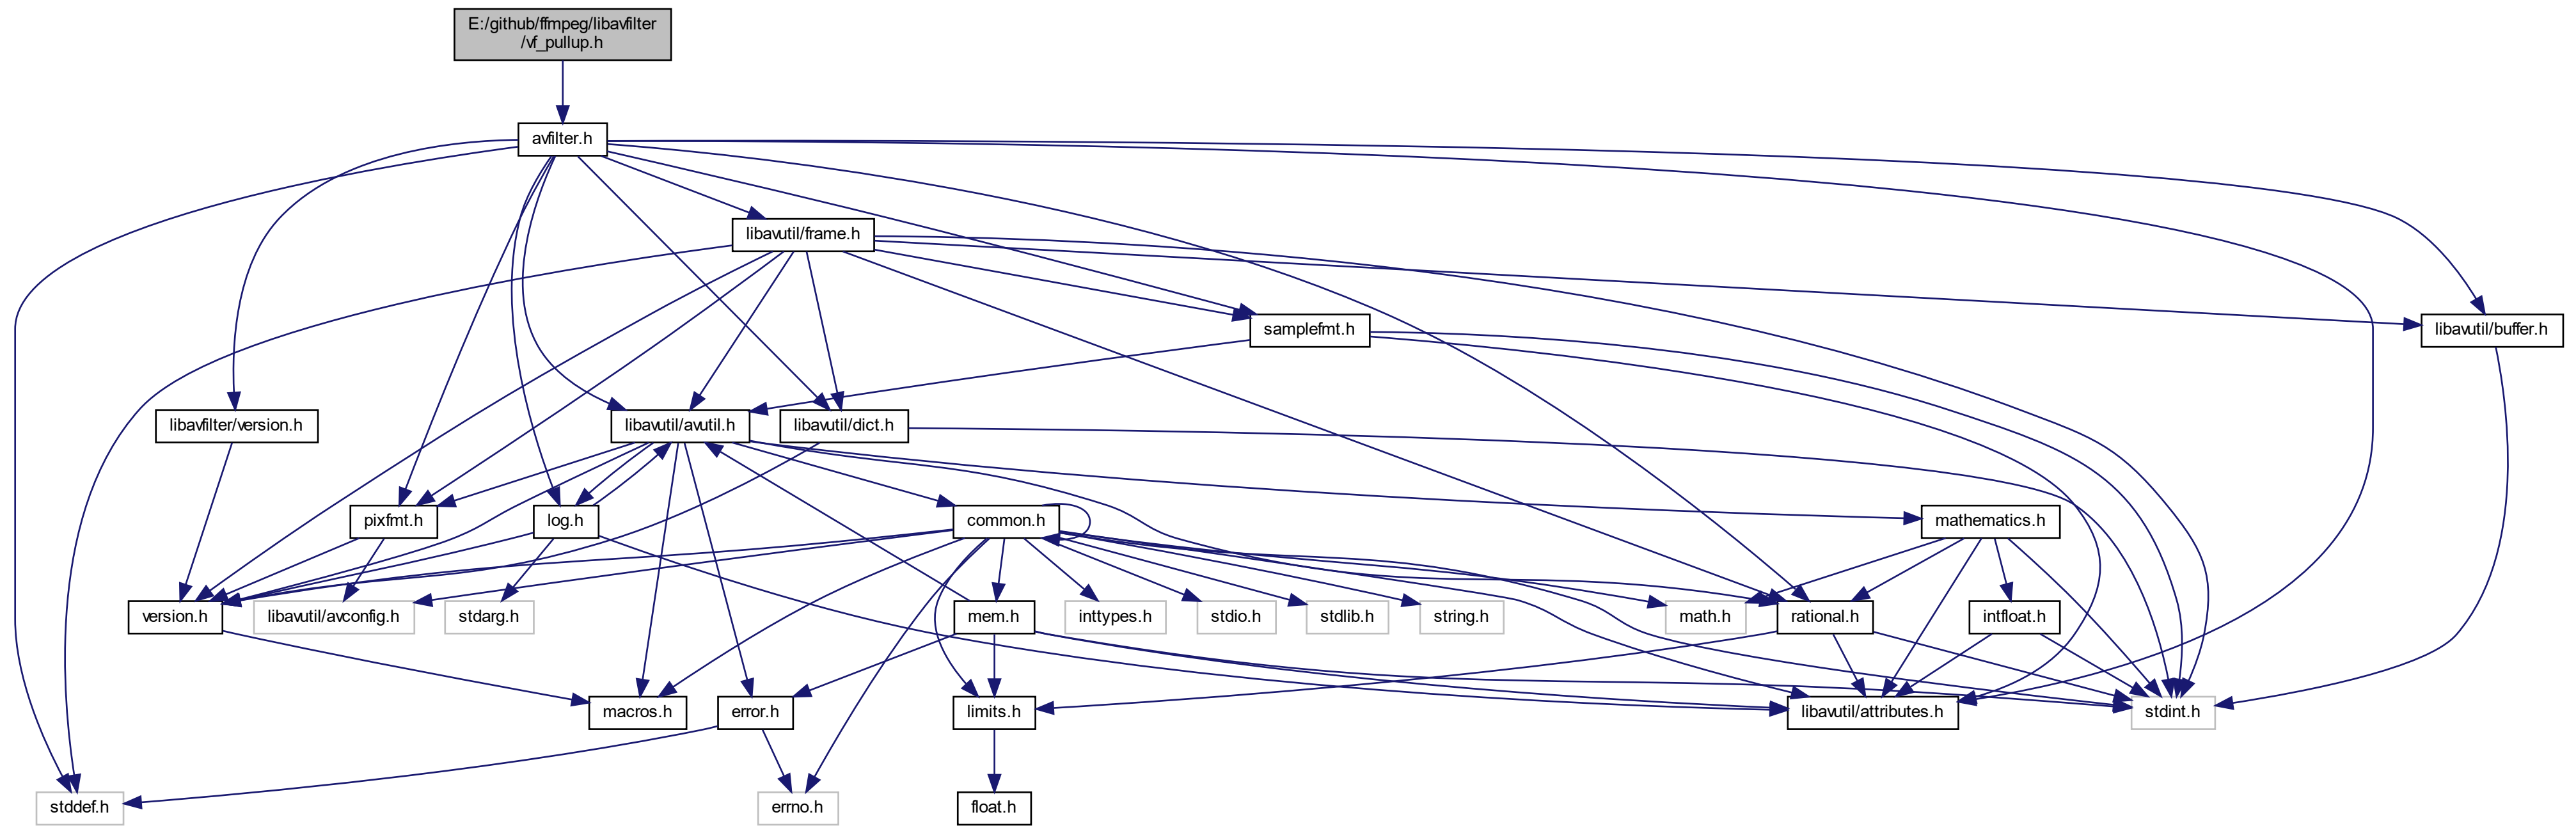 E:/github/ffmpeg/libavfilter
/vf_pullup.h
avfilter.h
libavutil/frame.h
samplefmt.h
libavutil/buffer.h
libavfilter/version.h
libavutil/avutil.h
libavutil/dict.h
pixfmt.h
log.h
common.h
mathematics.h
version.h
libavutil/avconfig.h
stdarg.h
mem.h
inttypes.h
stdio.h
stdlib.h
string.h
math.h
rational.h
intfloat.h
macros.h
error.h
limits.h
libavutil/attributes.h
stdint.h
stddef.h
errno.h
float.h